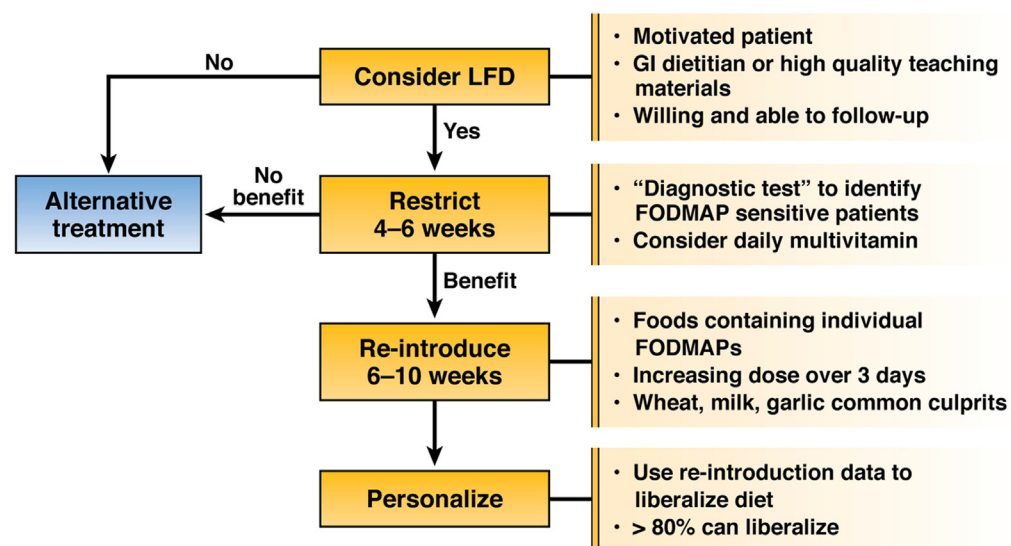 No
Consider LFD
• Motivated patient
• GI dietitian or high quality teaching
materials
• Willing and able to follow-up
Yes
Alternative
treatment
No
benefit
Restrict
4–6 weeks
• “Diagnostic test” to identify
FODMAP sensitive patients
• Consider daily multivitamin
Benefit
Re-introduce
6–10 weeks
• Foods containing individual
FODMAPs
• Increasing dose over 3 days
• Wheat, milk, garlic common culprits
Personalize
• Use re-introduction data to
liberalize diet
• > 80% can liberalize